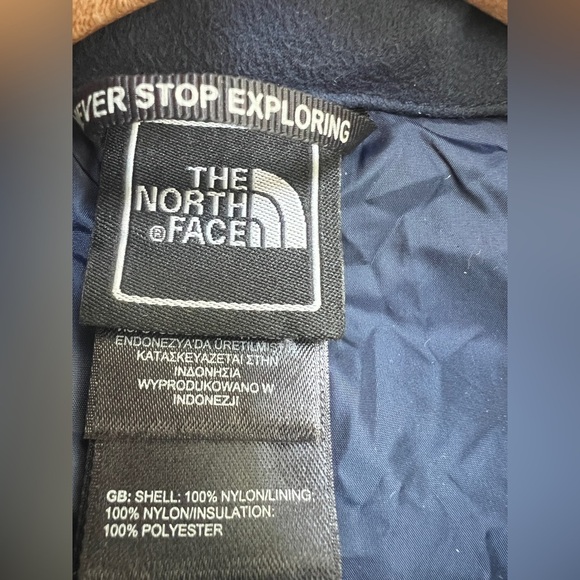 EVER STOP EXPLORING
THE
NORTH
® FACE
ENDONEZYA'DA ÜRETILMIŞTIR
ΚΑΤΑΣΚΕΥΑΖΕΤΑΙ ΣΤΗΝ
ΙΝΔΟΝΗΣΙΑ
WYPRODUKOWANO W
INDONEZJI
GB: SHELL: 100% NYLON/LINING:
100% NYLON/INSULATION:
100% POLYESTER